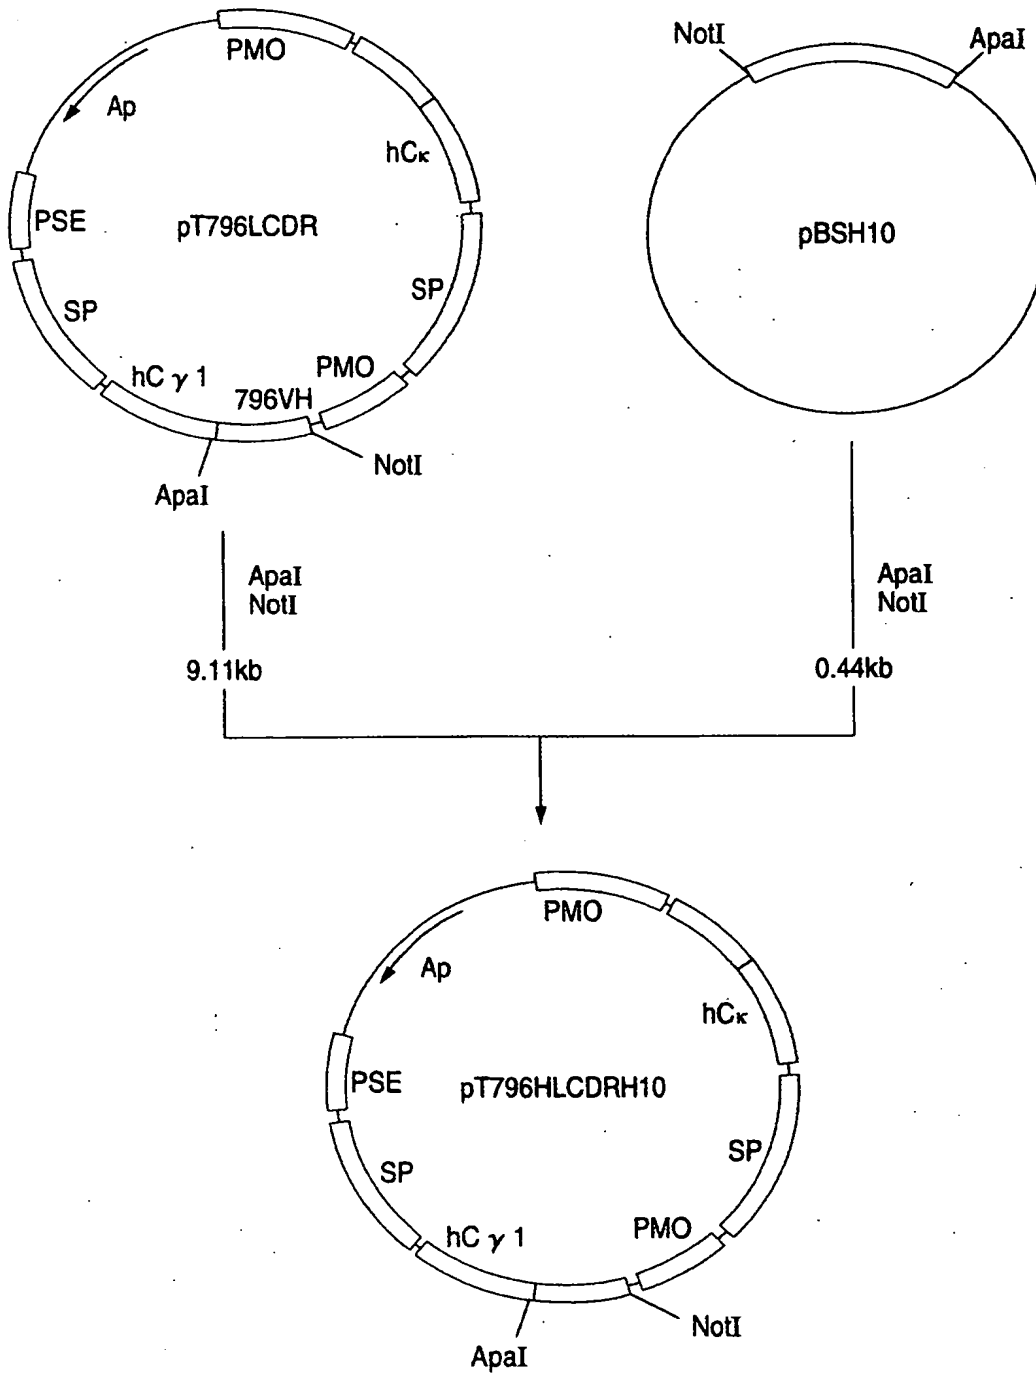 PMO
Ap
hCκ
PSE
pT796LCDR
SP
SP
hC γ 1
PMO
796VH
NotI
ApaI
NotI
ApaI
pBSH10
ApaI
NotI
9.11kb
ApaI
NotI
0.44kb
PMO
Ap
hCκ
PSE
pT796HLCDRH10
SP
SP
hC γ 1
PMO
NotI
ApaI